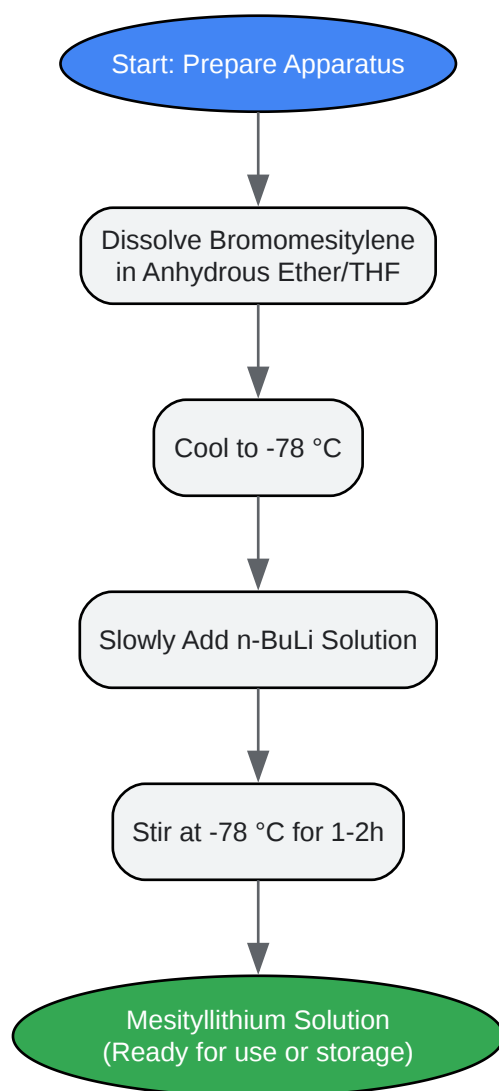 Start: Prepare Apparatus
Dissolve Bromomesitylene
in Anhydrous Ether/THF
Cool to -78 °C
Slowly Add n-BuLi Solution
Stir at -78 °C for 1-2h
Mesityllithium Solution
(Ready for use or storage)